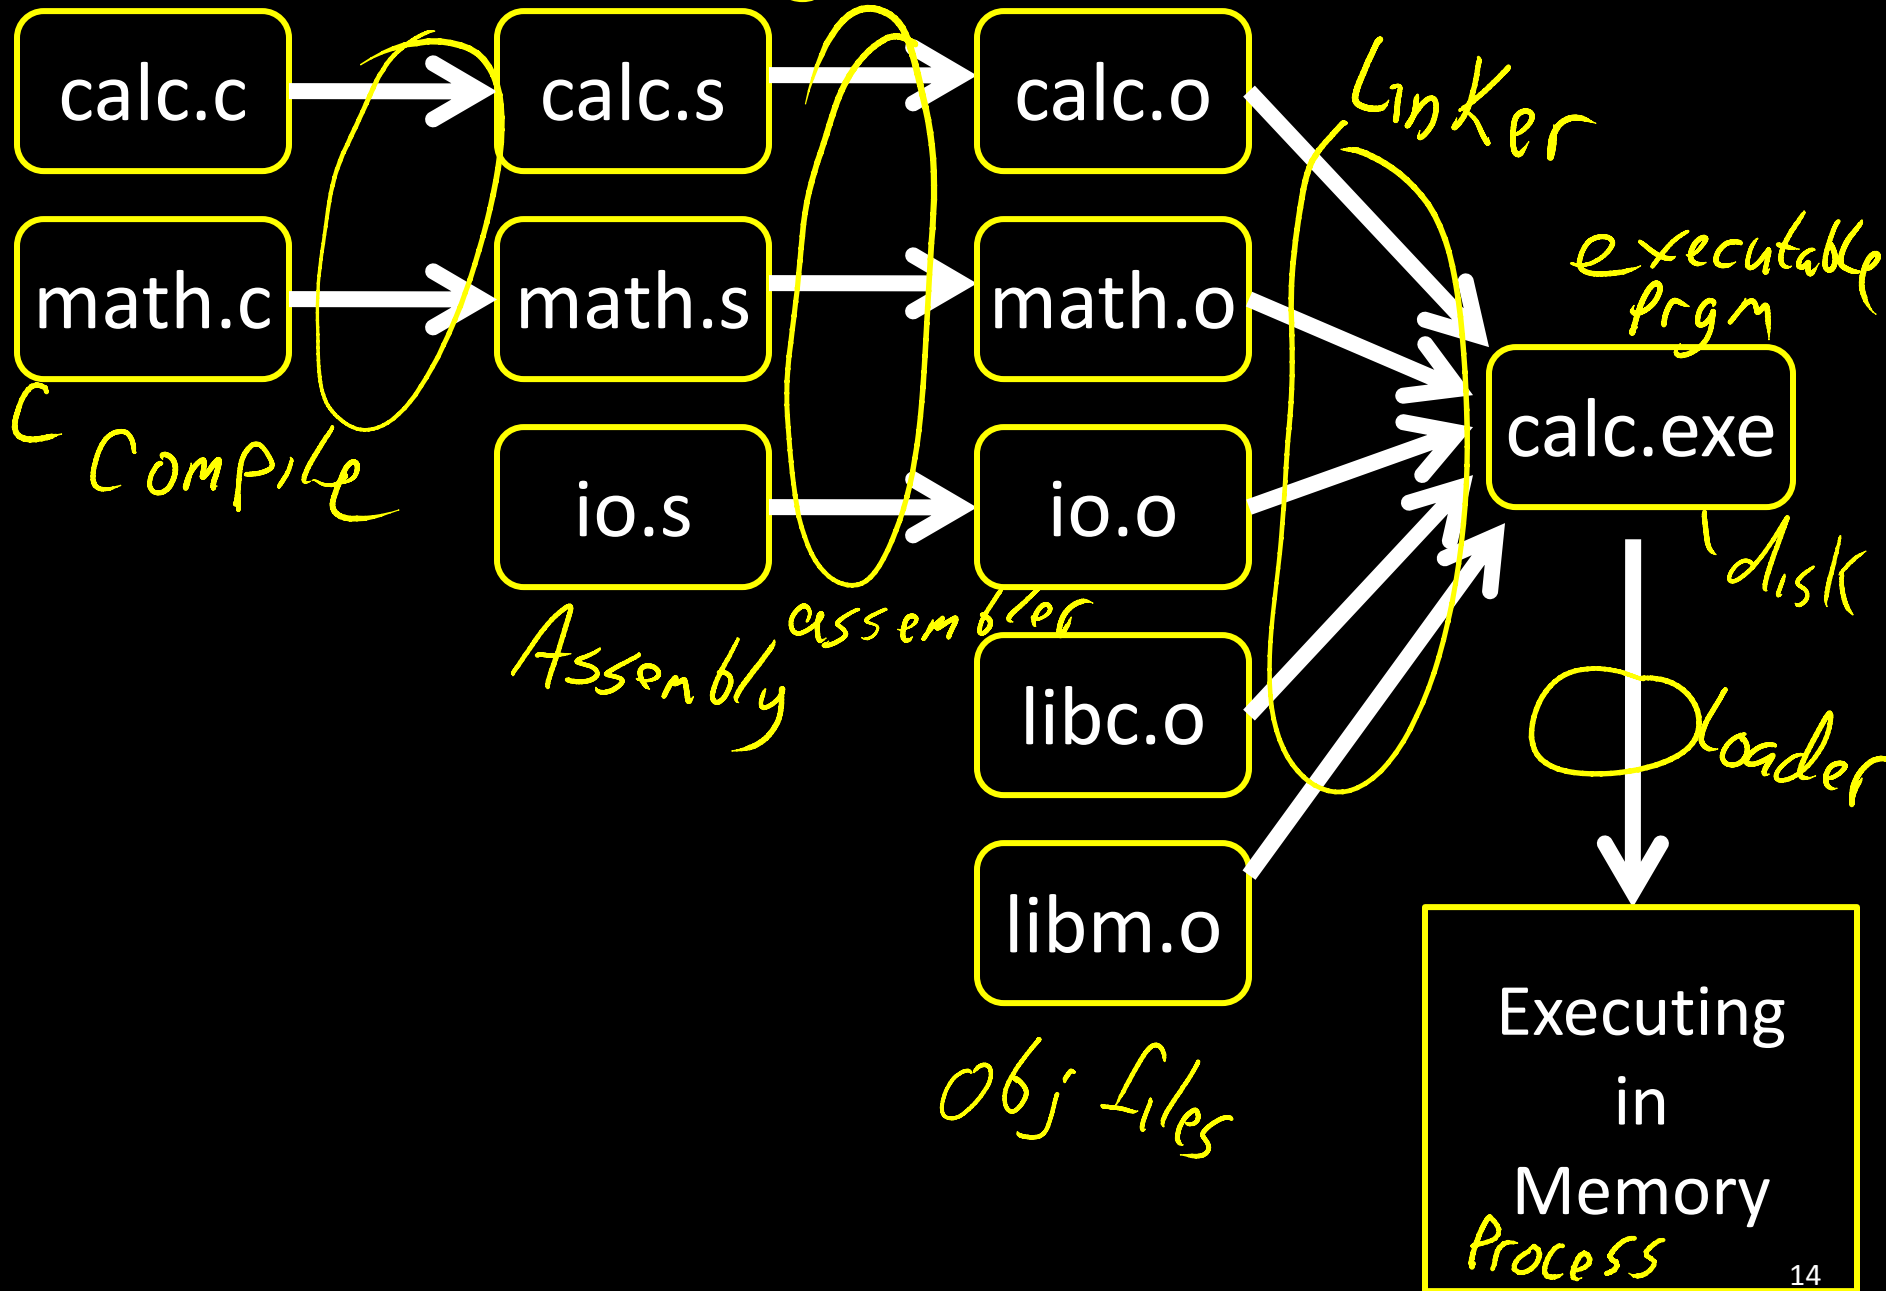 calc.c
calc.s
calc.o
Linker
math.c
math.s
math.o
executable
prgm
calc.exe
C
Compile
io.s
io.o
disk
Assembly
assembler
libc.o
Loader
libm.o
obj files
Executing
in
Memory
Process
14